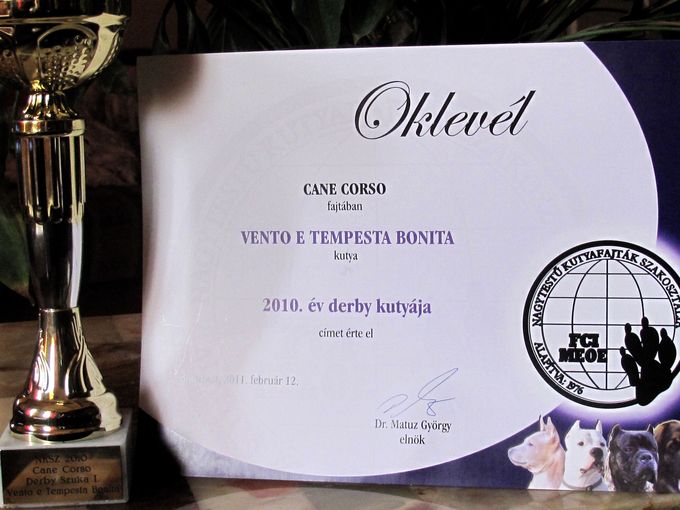 Oklevél
CANE CORSO
fajtában
VENTO E TEMPESTA BONITA
kutya
2010. év derby kutyája
címet érte el
2011. február 12.
Dr. Matuz György
elnök
NAGYTESTŰ KUTYAFAJTÁK SZAKOSZTÁLYA
FCI
MEOE
ALAPÍTVA: 1976
NKSZ 2010
Cane Corso
Derby Szuka I.
Vento e Tempesta Bonita